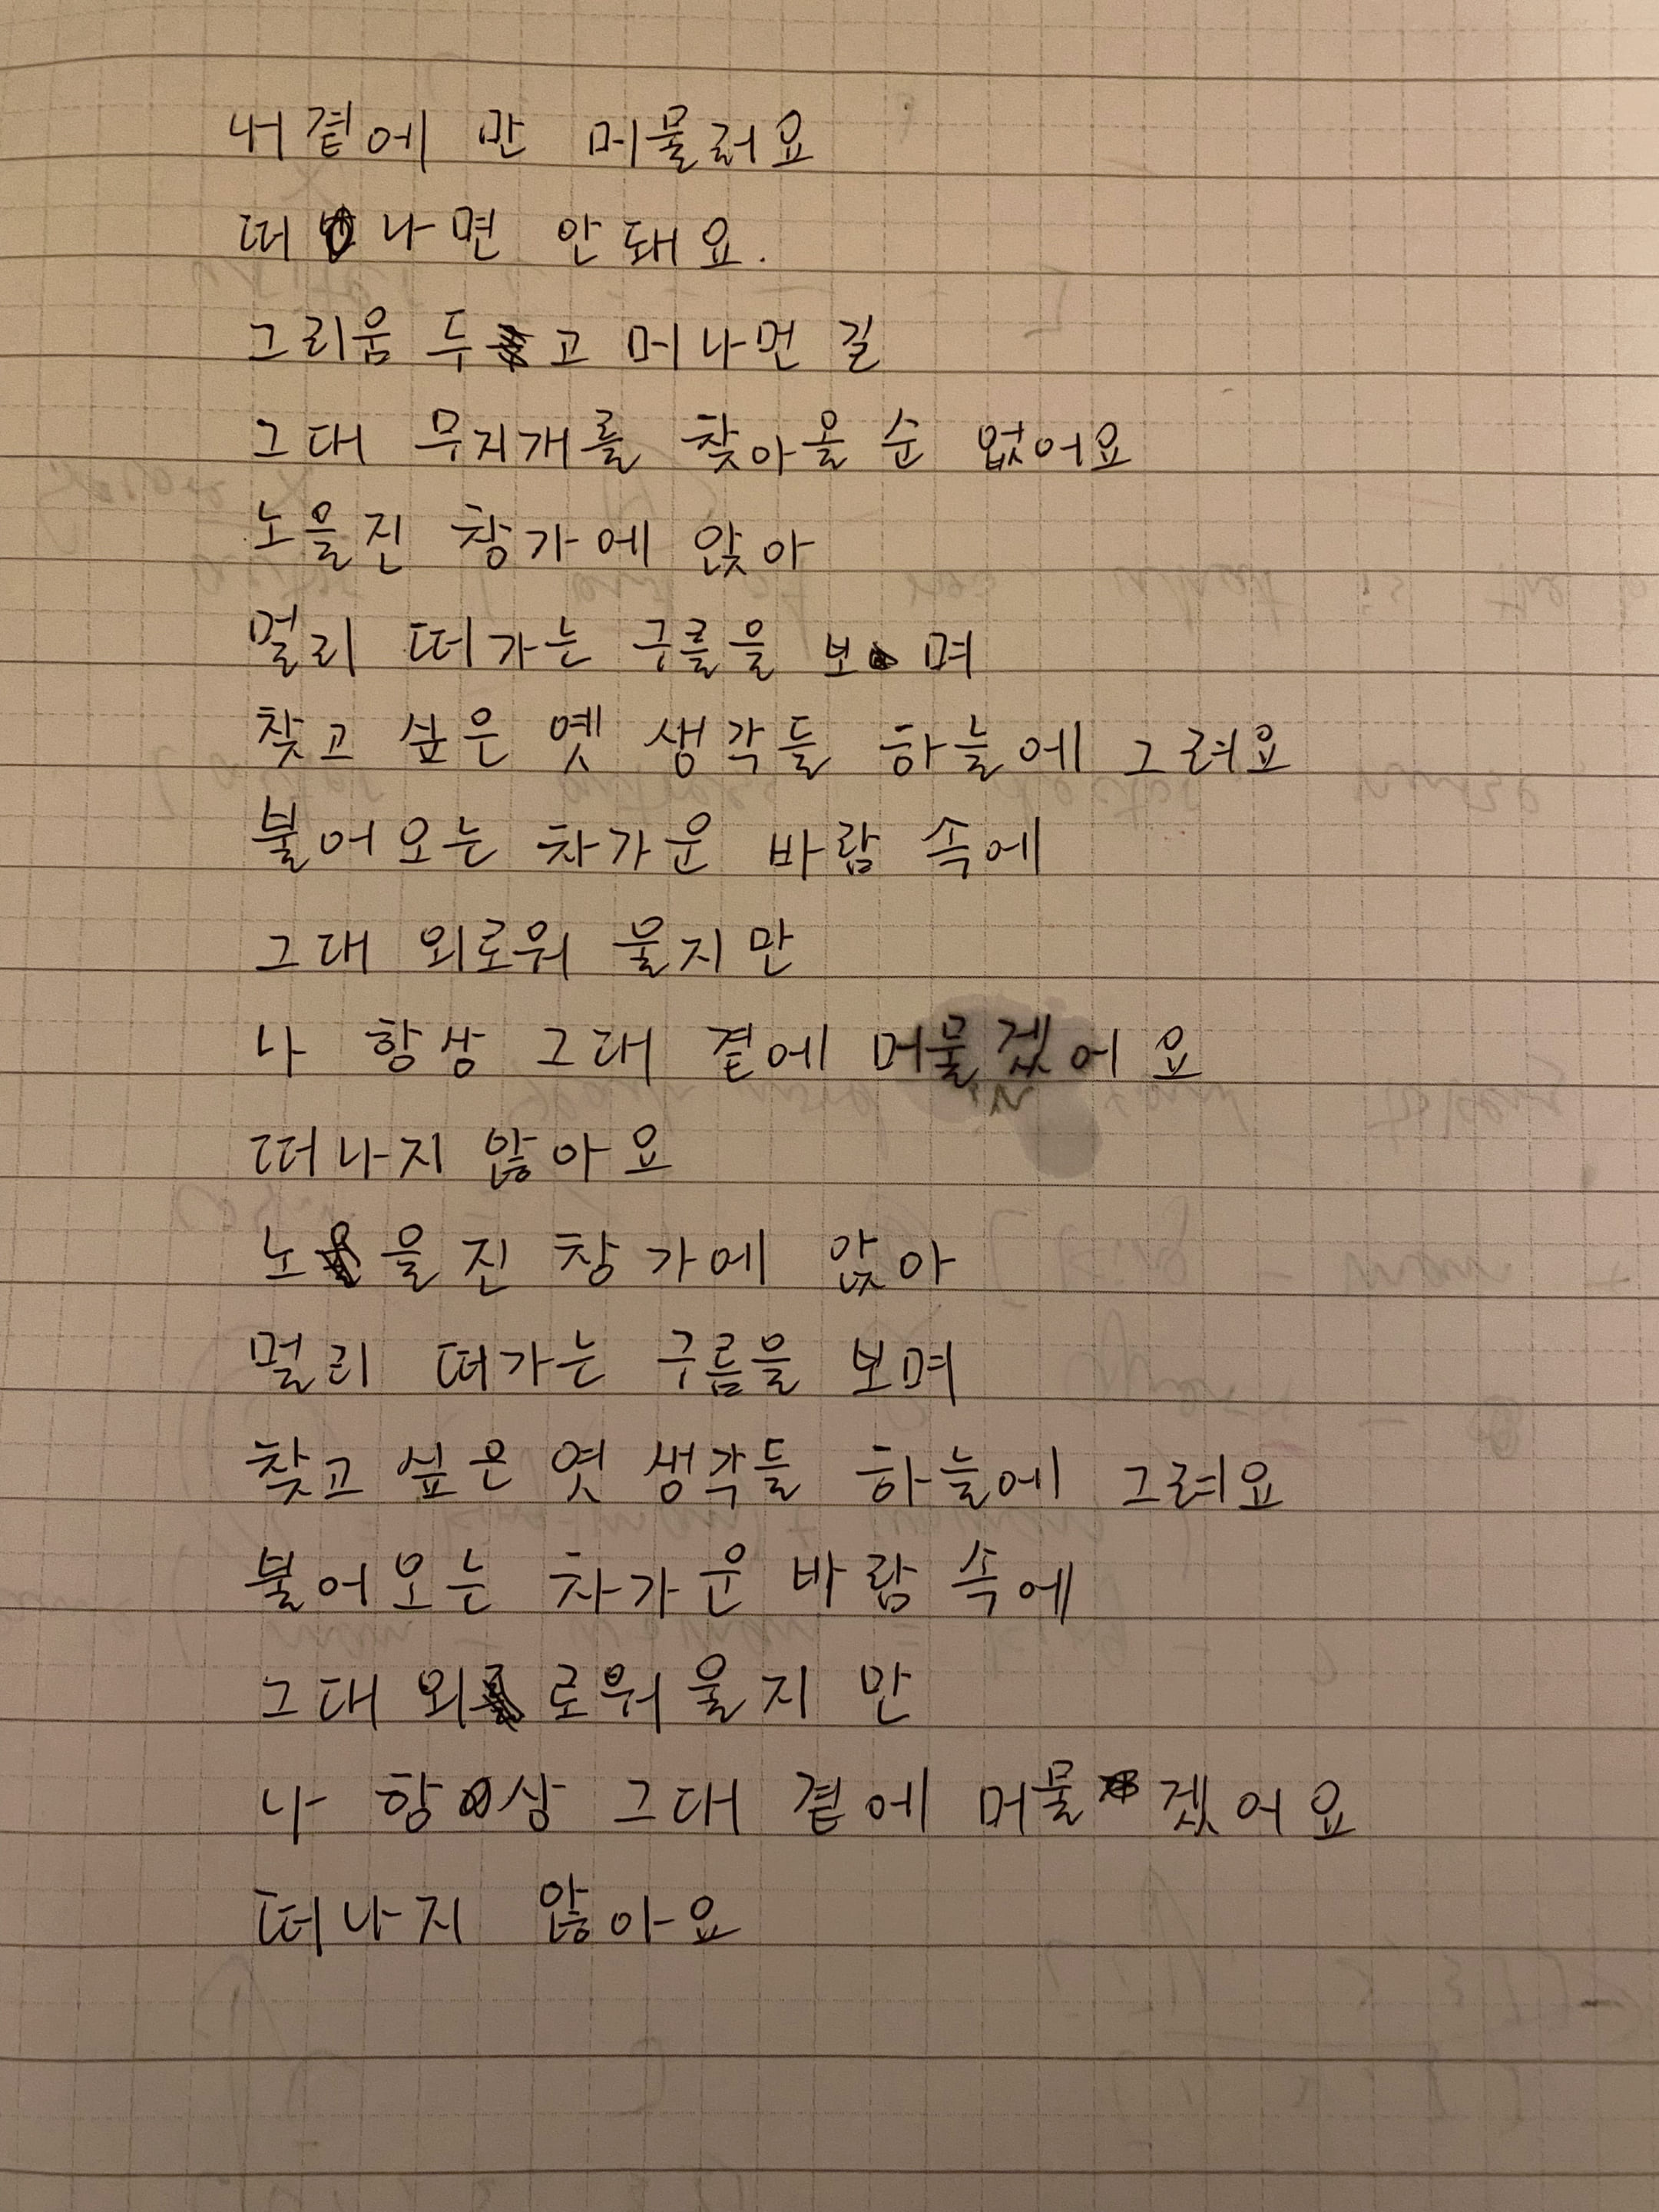 내 곁에 만 머물러요
떠나면 안돼요.
그리움 두고 머나먼 길
그대 무지개를 찾아올 순 없어요
노을진 창가에 앉아
멀리 떠가는 구름을 보며
찾고 싶은 옛 생각들 하늘에 그려요
불어오는 차가운 바람 속에
그대 외로워 울지만
나 항상 그대 곁에 머물겠어요
떠나지 않아요
노을진 창가에 앉아
멀리 떠가는 구름을 보며
찾고 싶은 옛 생각들 하늘에 그려요
불어오는 차가운 바람 속에
그대 외로워 울지 만
나 항상 그대 곁에 머물겠어요
떠나지 않아요